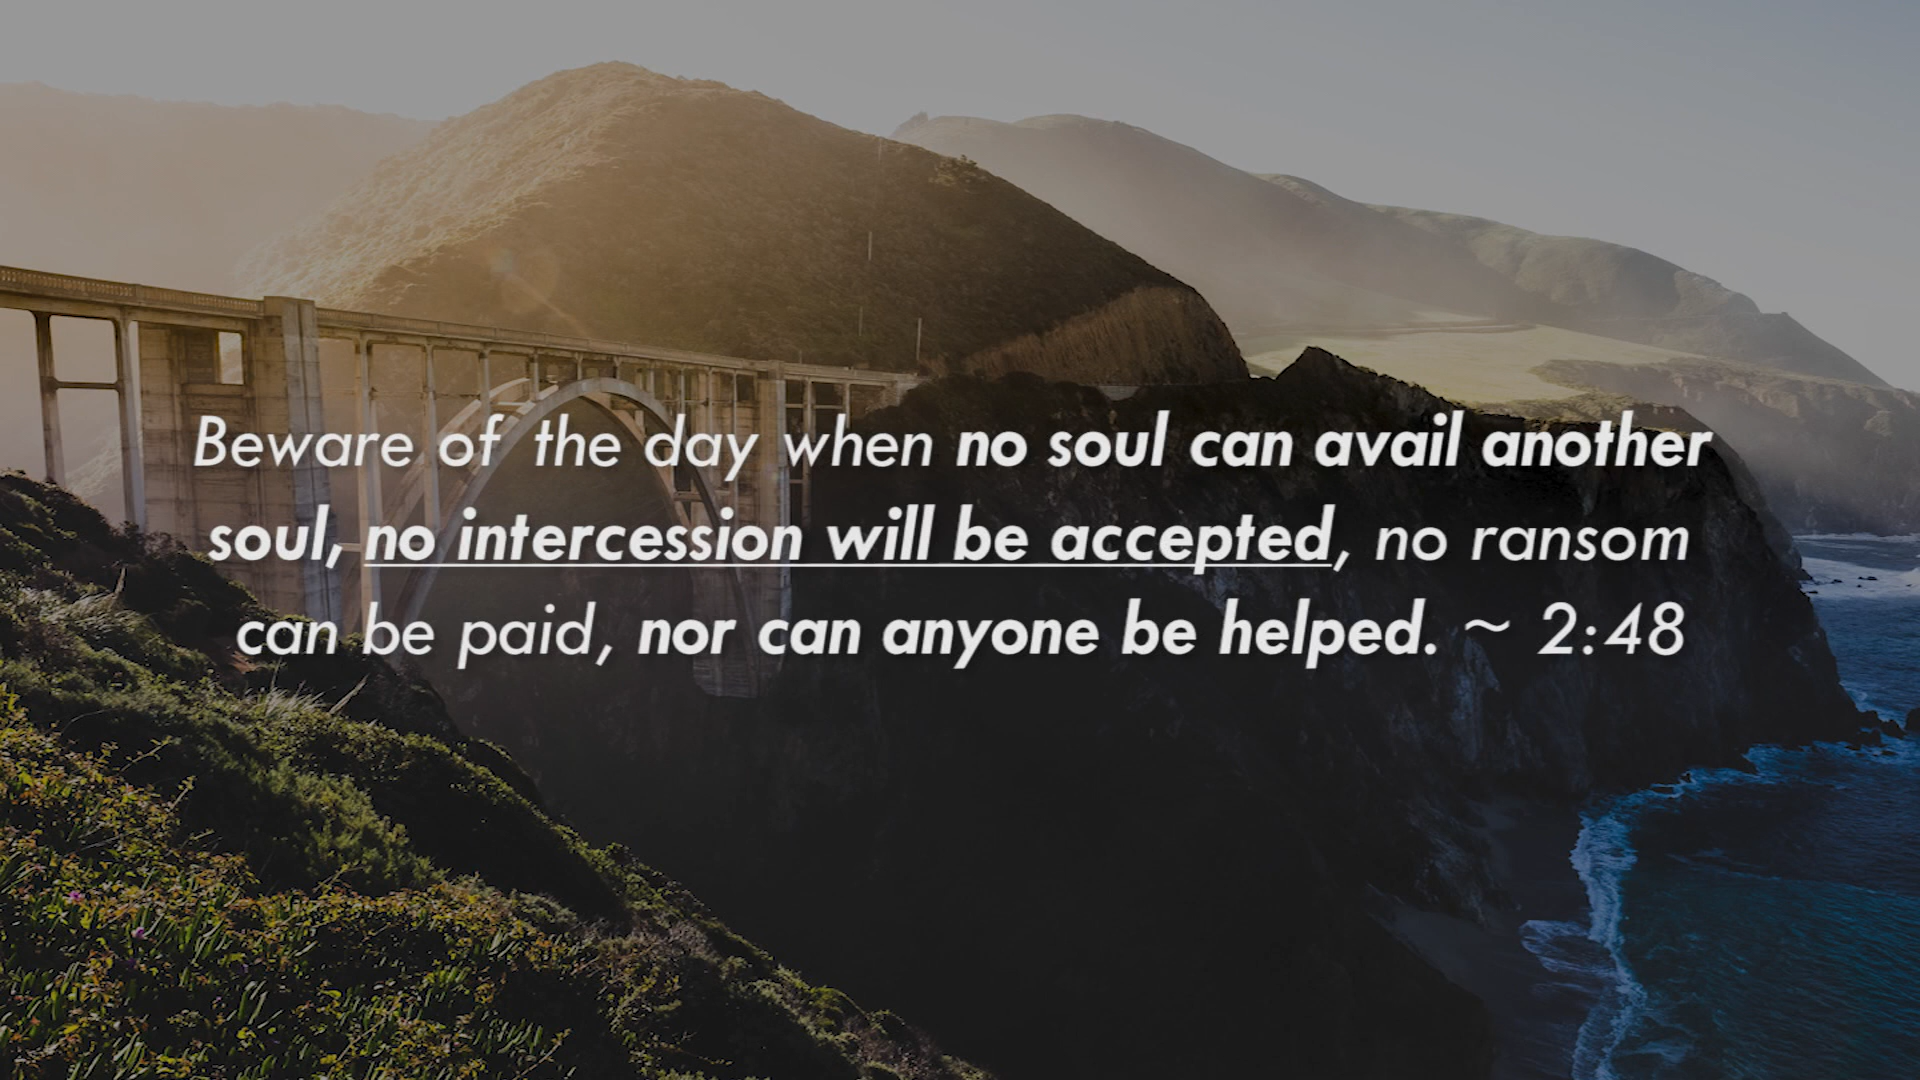 Beware of the day when no soul can avail another
soul, no intercession will be accepted, no ransom
can be paid, nor can anyone be helped. ~ 2:48